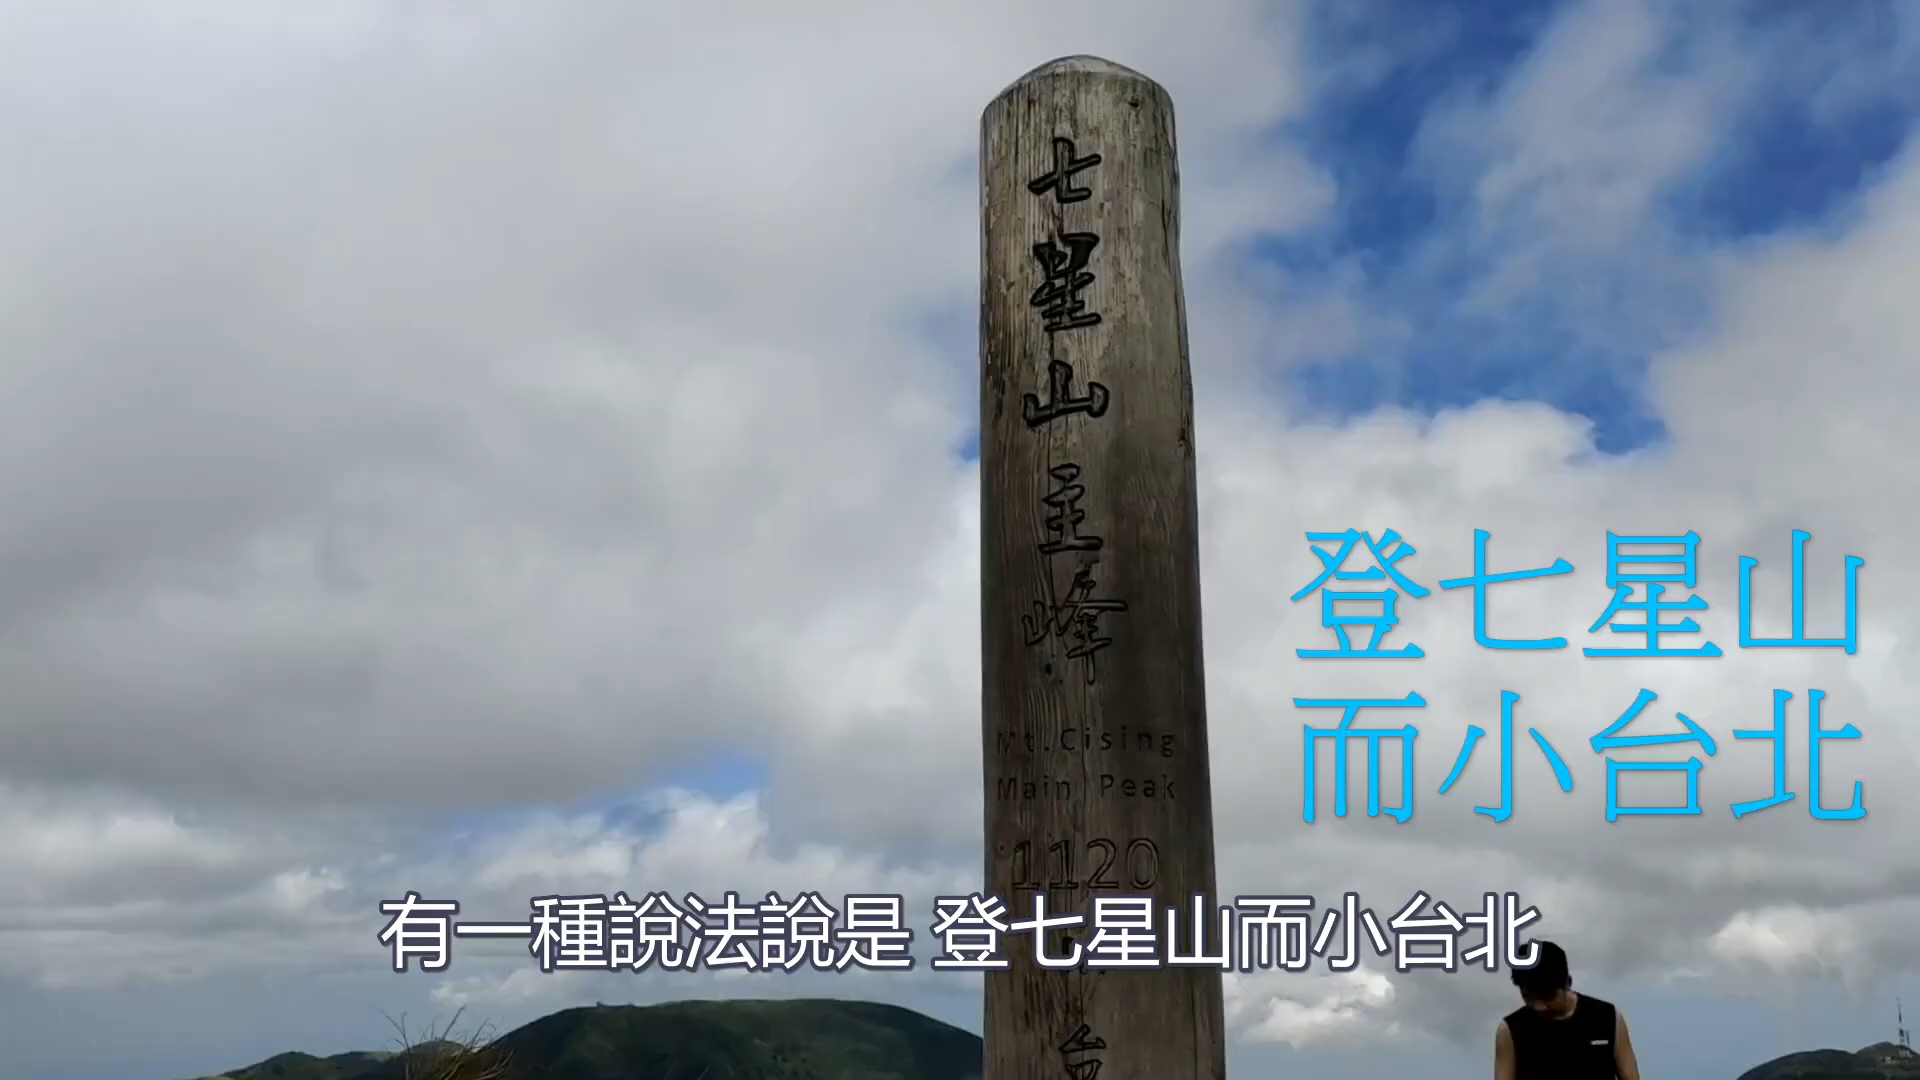 七星山主峰
Mt.Cising
Main Peak
1120
登七星山
而小台北
有一種說法說是 登七星山而小台北